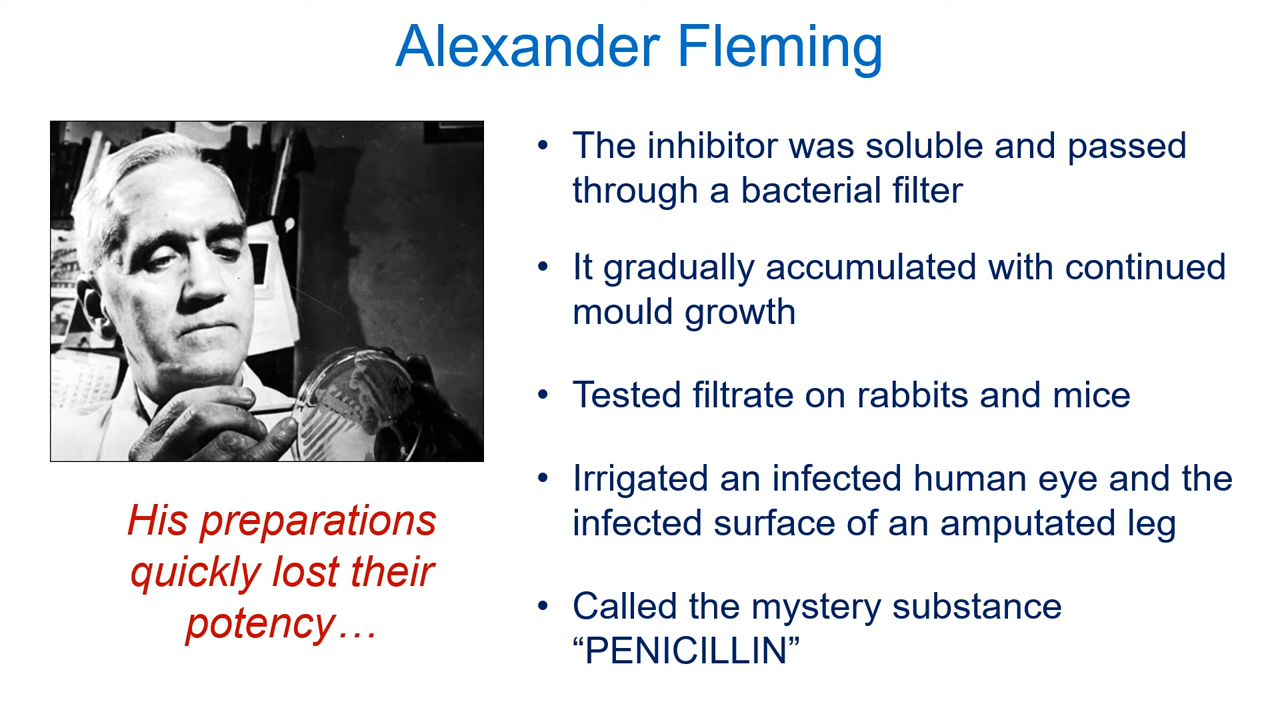 Alexander Fleming
• The inhibitor was soluble and passed
through a bacterial filter
• It gradually accumulated with continued
mould growth
• Tested filtrate on rabbits and mice
• Irrigated an infected human eye and the
infected surface of an amputated leg
• Called the mystery substance
“PENICILLIN”
His preparations
quickly lost their
potency…